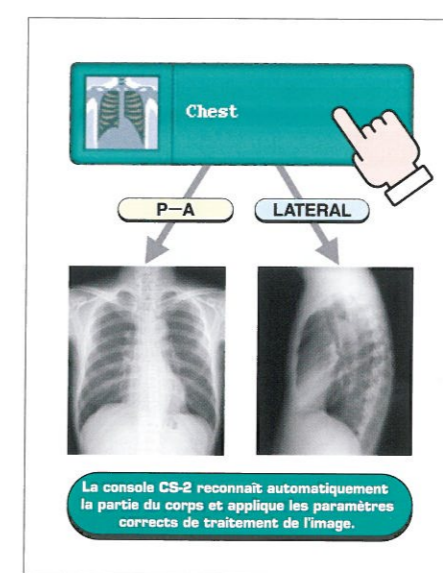 Chest
P-A
LATERAL
La console CS-2 reconnaît automatiquement
la partie du corps et applique les paramètres
corrects de traitement de l'image.